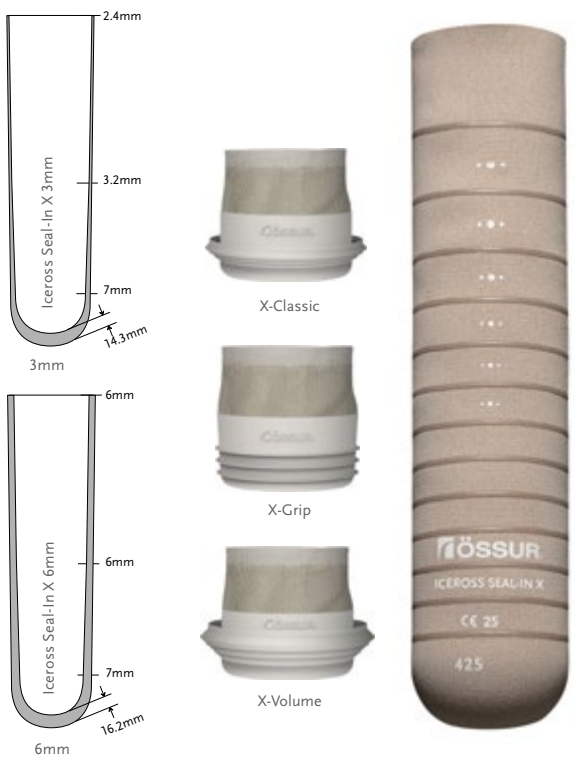 2.4mm
3.2mm
7mm
14.3mm
Iceross Seal-In X 3mm
3mm
6mm
6mm
7mm
16.2mm
Iceross Seal-In X 6mm
6mm
Össur
X-Classic
Össur
X-Grip
Össur
X-Volume
ÖSSUR
ICEROSS SEAL-IN X
CE 25
425